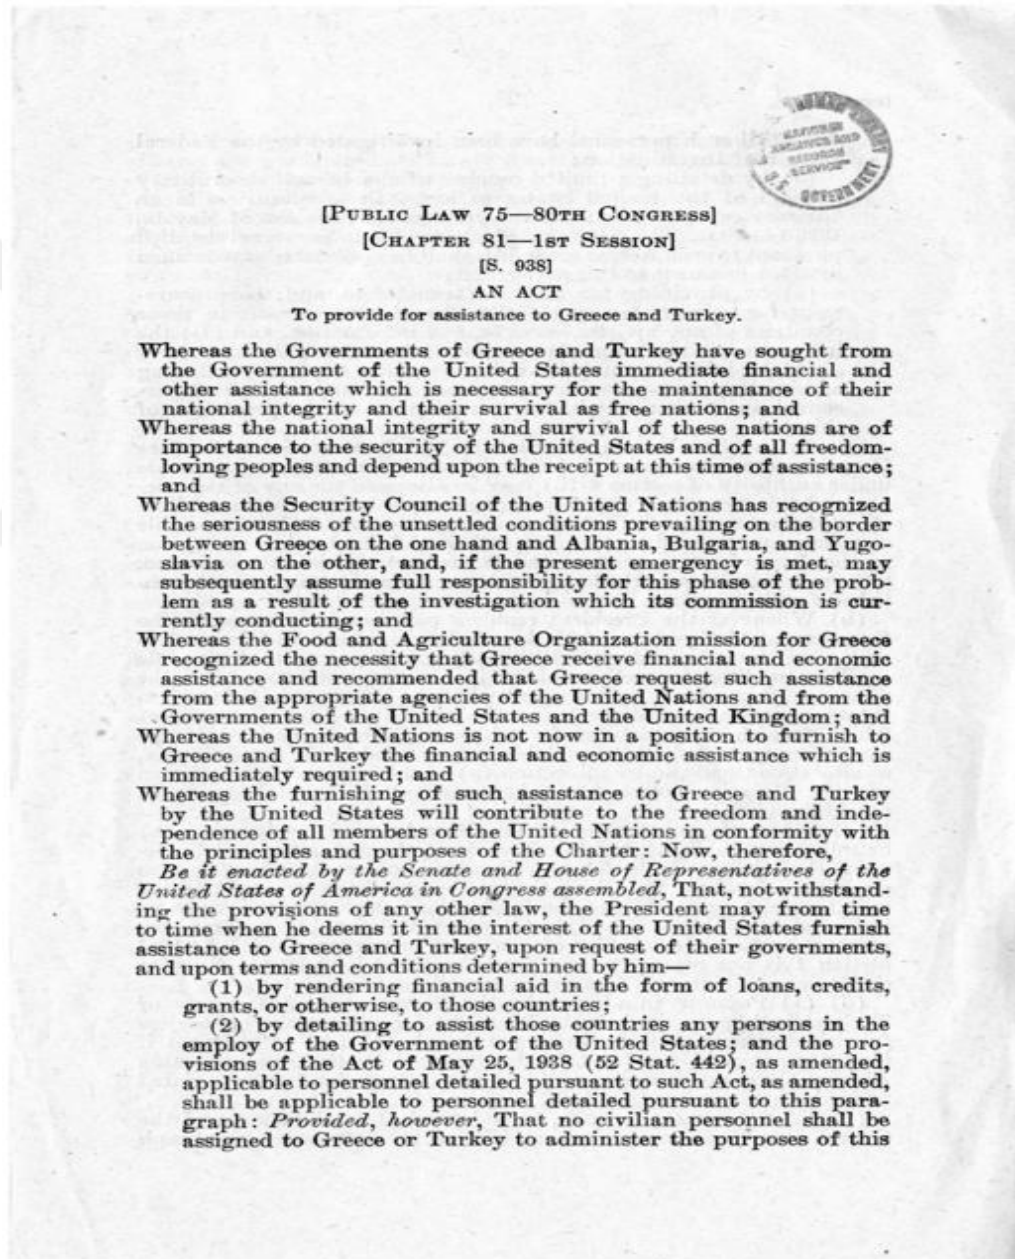 TRUMAN LIBRARY
NATIONAL
ARCHIVES AND
RECORDS
SERVICE
U.S. GOVERNMENT
[PUBLIC LAW 75—80TH CONGRESS]
[CHAPTER 81—1ST SESSION]
[S. 938]
AN ACT
To provide for assistance to Greece and Turkey.
Whereas the Governments of Greece and Turkey have sought from
the Government of the United States immediate financial and
other assistance which is necessary for the maintenance of their
national integrity and their survival as free nations; and
Whereas the national integrity and survival of these nations are of
importance to the security of the United States and of all freedom-
loving peoples and depend upon the receipt at this time of assistance;
and
Whereas the Security Council of the United Nations has recognized
the seriousness of the unsettled conditions prevailing on the border
between Greece on the one hand and Albania, Bulgaria, and Yugo-
slavia on the other, and, if the present emergency is met, may
subsequently assume full responsibility for this phase of the prob-
lem as a result of the investigation which its commission is cur-
rently conducting; and
Whereas the Food and Agriculture Organization mission for Greece
recognized the necessity that Greece receive financial and economic
assistance and recommended that Greece request such assistance
from the appropriate agencies of the United Nations and from the
Governments of the United States and the United Kingdom; and
Whereas the United Nations is not now in a position to furnish to
Greece and Turkey the financial and economic assistance which is
immediately required; and
Whereas the furnishing of such assistance to Greece and Turkey
by the United States will contribute to the freedom and inde-
pendence of all members of the United Nations in conformity with
the principles and purposes of the Charter: Now, therefore,
Be it enacted by the Senate and House of Representatives of the
United States of America in Congress assembled, That, notwithstand-
ing the provisions of any other law, the President may from time
to time when he deems it in the interest of the United States furnish
assistance to Greece and Turkey, upon request of their governments,
and upon terms and conditions determined by him—
(1) by rendering financial aid in the form of loans, credits,
grants, or otherwise, to those countries;
(2) by detailing to assist those countries any persons in the
employ of the Government of the United States; and the pro-
visions of the Act of May 25, 1938 (52 Stat. 442), as amended,
applicable to personnel detailed pursuant to such Act, as amended,
shall be applicable to personnel detailed pursuant to this para-
graph: Provided, however, That no civilian personnel shall be
assigned to Greece or Turkey to administer the purposes of this